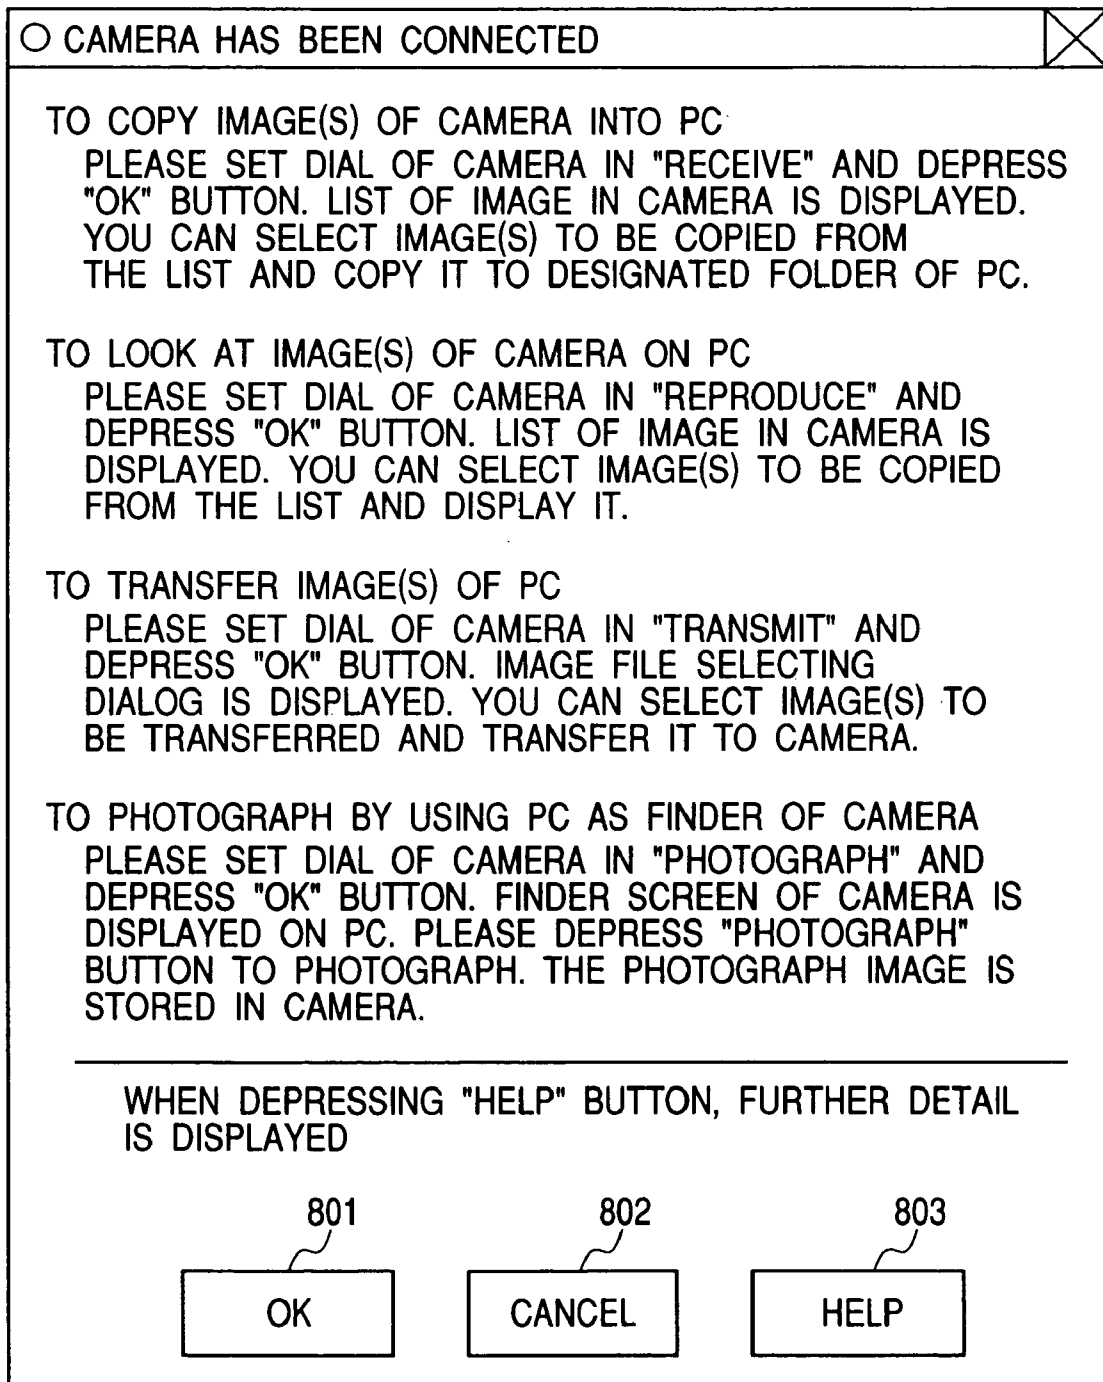 CAMERA HAS BEEN CONNECTED
TO COPY IMAGE(S) OF CAMERA INTO PC
PLEASE SET DIAL OF CAMERA IN "RECEIVE" AND DEPRESS
"OK" BUTTON. LIST OF IMAGE IN CAMERA IS DISPLAYED.
YOU CAN SELECT IMAGE(S) TO BE COPIED FROM
THE LIST AND COPY IT TO DESIGNATED FOLDER OF PC.
TO LOOK AT IMAGE(S) OF CAMERA ON PC
PLEASE SET DIAL OF CAMERA IN "REPRODUCE" AND
DEPRESS "OK" BUTTON. LIST OF IMAGE IN CAMERA IS
DISPLAYED. YOU CAN SELECT IMAGE(S) TO BE COPIED
FROM THE LIST AND DISPLAY IT.
TO TRANSFER IMAGE(S) OF PC
PLEASE SET DIAL OF CAMERA IN "TRANSMIT" AND
DEPRESS "OK" BUTTON. IMAGE FILE SELECTING
DIALOG IS DISPLAYED. YOU CAN SELECT IMAGE(S) TO
BE TRANSFERRED AND TRANSFER IT TO CAMERA.
TO PHOTOGRAPH BY USING PC AS FINDER OF CAMERA
PLEASE SET DIAL OF CAMERA IN "PHOTOGRAPH" AND
DEPRESS "OK" BUTTON. FINDER SCREEN OF CAMERA IS
DISPLAYED ON PC. PLEASE DEPRESS "PHOTOGRAPH"
BUTTON TO PHOTOGRAPH. THE PHOTOGRAPH IMAGE IS
STORED IN CAMERA.
WHEN DEPRESSING "HELP" BUTTON, FURTHER DETAIL
IS DISPLAYED
801 802 803
OK CANCEL HELP